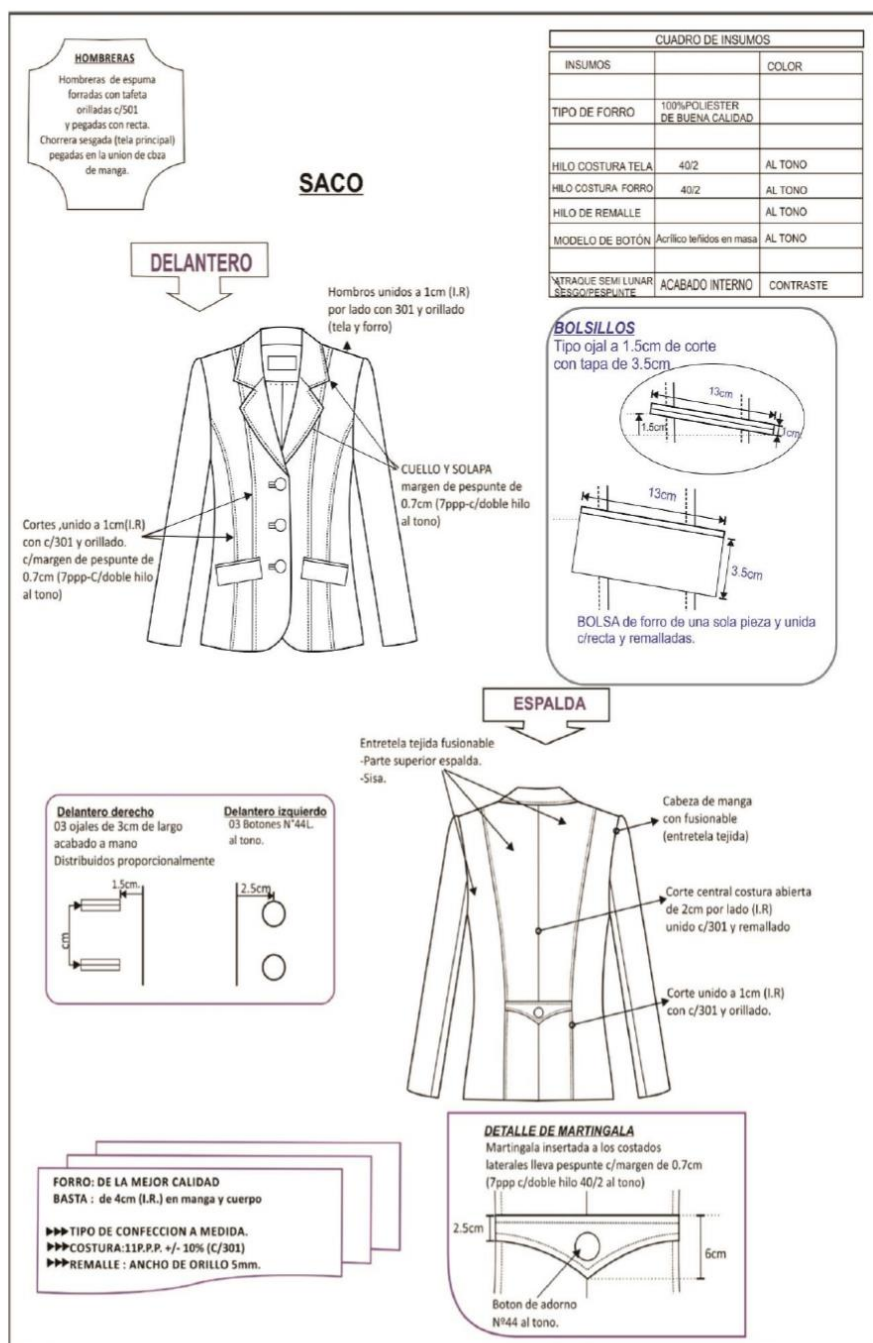 HOMBRERAS
Hombreras de espuma
forradas con tafeta
orilladas c/501
y pegadas con recta.
Chorrera sesgada (tela principal)
pegadas en la union de cbza
de manga.
SACO
CUADRO DE INSUMOS
INSUMOS COLOR
TIPO DE FORRO 100%POLIESTER
DE BUENA CALIDAD
HILO COSTURA TELA 40/2 AL TONO
HILO COSTURA FORRO 40/2 AL TONO
HILO DE REMALLE AL TONO
MODELO DE BOTÓN Acrílico teñidos en masa AL TONO
ATRAQUE SEMI LUNAR
SESGO/PESPUNTE ACABADO INTERNO CONTRASTE
DELANTERO
Hombros unidos a 1cm (I.R)
por lado con 301 y orillado
(tela y forro)
CUELLO Y SOLAPA
margen de pespunte de
0.7cm (7ppp-c/doble hilo
al tono)
Cortes ,unido a 1cm(I.R)
con c/301 y orillado.
c/margen de pespunte de
0.7cm (7ppp-C/doble hilo
al tono)
BOLSILLOS
Tipo ojal a 1.5cm de corte
con tapa de 3.5cm
13cm
1.5cm
1cm
13cm
3.5cm
BOLSA de forro de una sola pieza y unida
c/recta y remalladas.
ESPALDA
Entretela tejida fusionable
-Parte superior espalda.
-Sisa.
Cabeza de manga
con fusionable
(entretela tejida)
Corte central costura abierta
de 2cm por lado (I.R)
unido c/301 y remallado
Corte unido a 1cm (I.R)
con c/301 y orillado.
Delantero derecho
03 ojales de 3cm de largo
acabado a mano
Distribuidos proporcionalmente
1.5cm.
cm
Delantero izquierdo
03 Botones N°44L.
al tono.
2.5cm
FORRO: DE LA MEJOR CALIDAD
BASTA : de 4cm (I.R.) en manga y cuerpo
TIPO DE CONFECCION A MEDIDA.
COSTURA:11P.P.P. +/- 10% (C/301)
REMALLE : ANCHO DE ORILLO 5mm.
DETALLE DE MARTINGALA
Martingala insertada a los costados
laterales lleva pespunte c/margen de 0.7cm
(7ppp c/doble hilo 40/2 al tono)
2.5cm
6cm
Boton de adorno
Nº44 al tono.